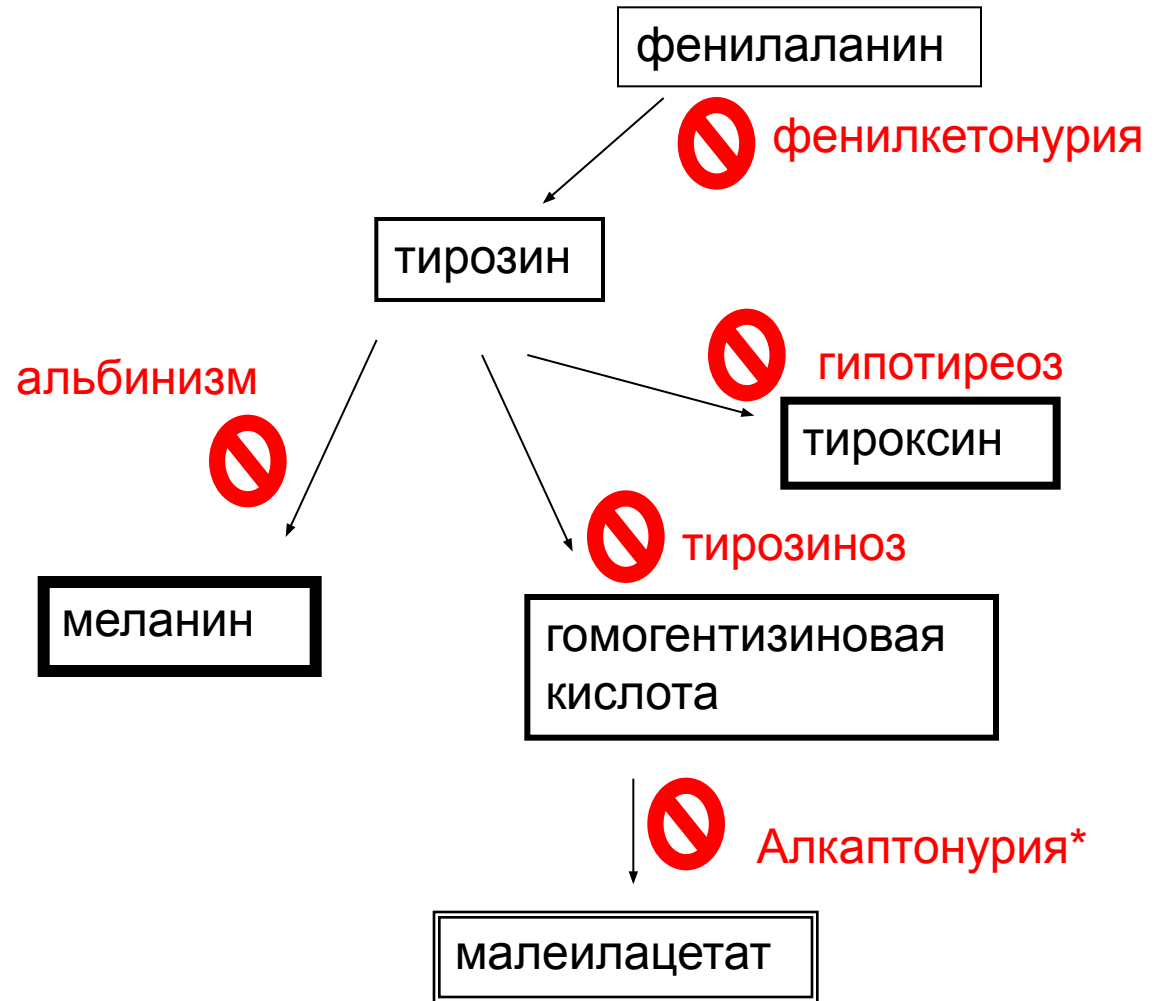 фенилаланин
фенилкетонурия
тирозин
альбинизм
гипотиреоз
тироксин
тирозиноз
меланин
гомогентизиновая
кислота
Алкаптонурия*
малеилацетат